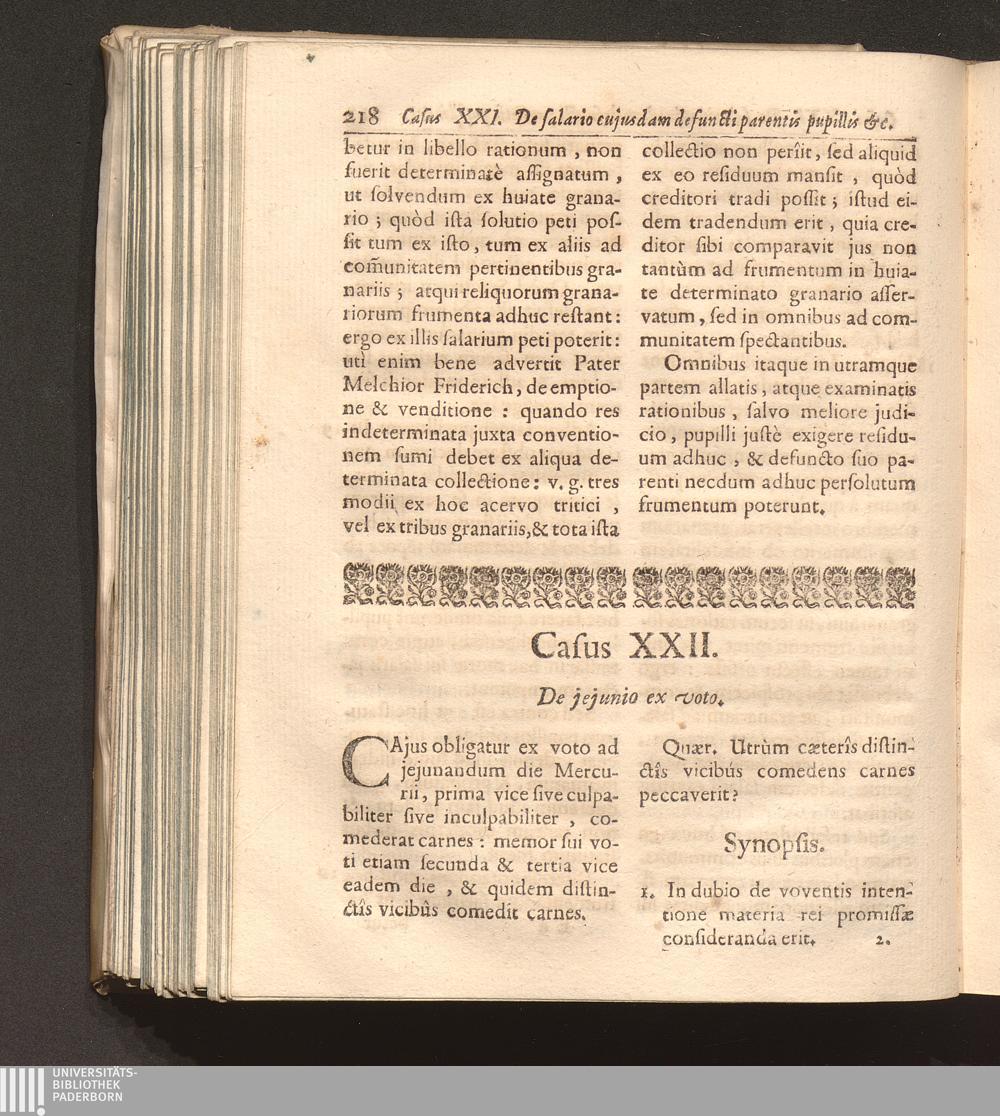 218 Caſus XXI. De ſalario cujusdam defuncti parentis pupillis &c.
betur in libello rationum , non
fuerit determinatè aſſignatum ,
ut ſolvendum ex huiate grana-
rio ; quòd iſta ſolutio peti poſ-
ſit tum ex iſto, tum ex aliis ad
com̃unitatem pertinentibus gra-
nariis ; atqui reliquorum grana-
riorum frumenta adhuc reſtant:
ergo ex illis ſalarium peti poterit:
utì enim bene advertit Pater
Melchior Friderich, de emptio-
ne & venditione : quando res
indeterminata juxta conventio-
nem ſumi debet ex aliqua de-
terminata collectione: v. g. tres
modii ex hoc acervo tritici ,
vel ex tribus granariis,& tota iſta
collectio non perîit, ſed aliquid
ex eo reſiduum manſit , quòd
creditori tradi poſſit ; iſtud ei-
dem tradendum erit , quia cre-
ditor ſibi comparavit jus non
tantùm ad frumentum in huia-
te determinato granario aſſer-
vatum , ſed in omnibus ad com-
munitatem ſpectantibus.
Omnibus itaque in utramque
partem allatis , atque examinatis
rationibus , ſalvo meliore judi-
cio , pupilli juſtè exigere reſidu-
um adhuc , & defuncto ſuo pa-
renti necdum adhuc perſolutum
frumentum poterunt.
Caſus XXII.
De jejunio ex voto.
CAjus obligatur ex voto ad
jejunandum die Mercu-
rii , prima vice ſive culpa-
biliter ſive inculpabiliter , co-
mederat carnes : memor ſui vo-
ti etiam ſecunda & tertia vice
eadem die , & quidem diſtin-
ctîs vicibûs comedit carnes.
Quær. Utrùm cæterîs diſtin-
ctîs vicibús comedens carnes
peccaverit?
Synopſis.
1. In dubio de voventis inten-
tione materia rei promiſſæ
conſideranda erit. 2.
UNIVERSITÄTS-
BIBLIOTHEK
PADERBORN